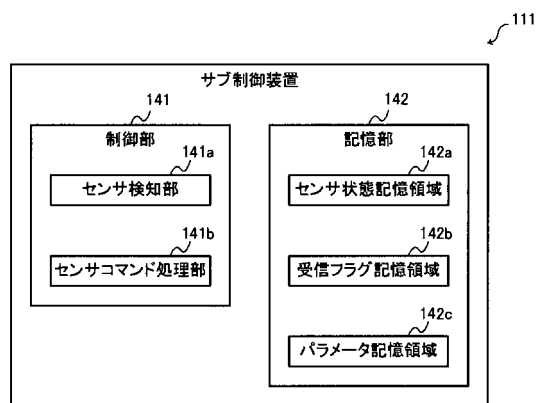 111
サブ制御装置
141
制御部
141a
センサ検知部
141b
センサコマンド処理部
142
記憶部
142a
センサ状態記憶領域
142b
受信フラグ記憶領域
142c
パラメータ記憶領域